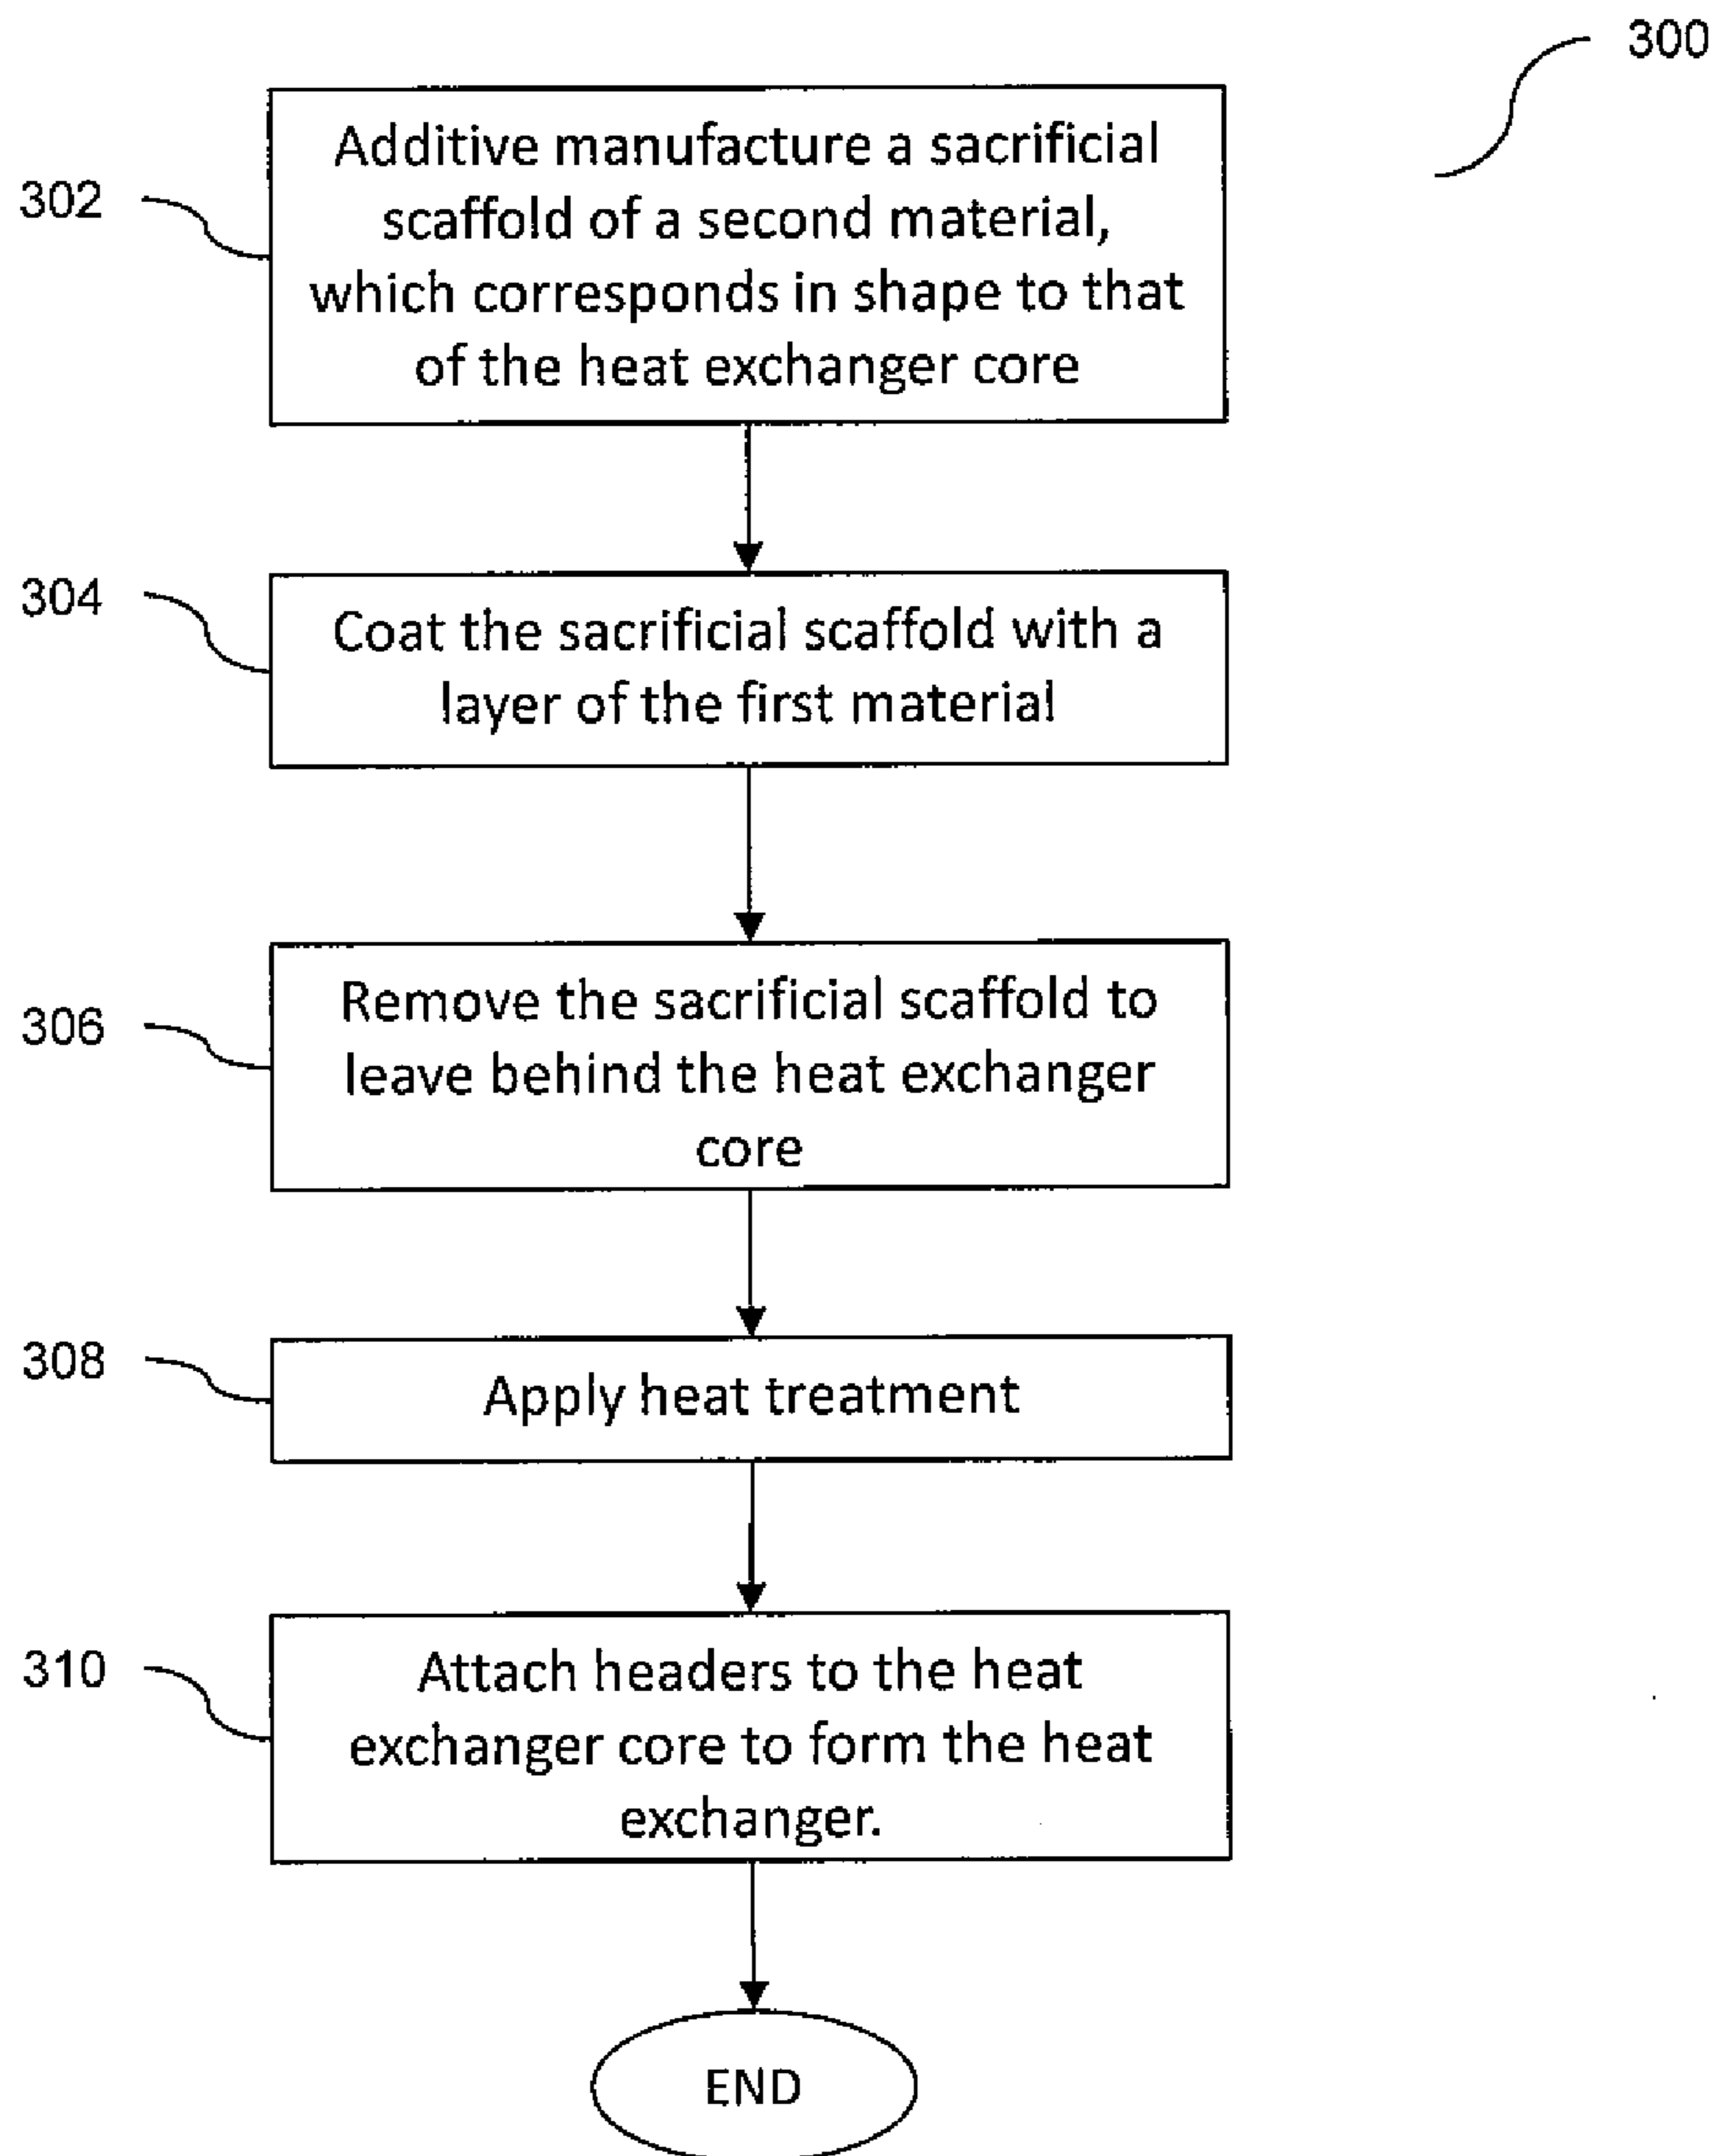 300
302
Additive manufacture a sacrificial
scaffold of a second material,
which corresponds in shape to that
of the heat exchanger core
304
Coat the sacrificial scaffold with a
layer of the first material
306
Remove the sacrificial scaffold to
leave behind the heat exchanger
core
308
Apply heat treatment
310
Attach headers to the heat
exchanger core to form the heat
exchanger.
END